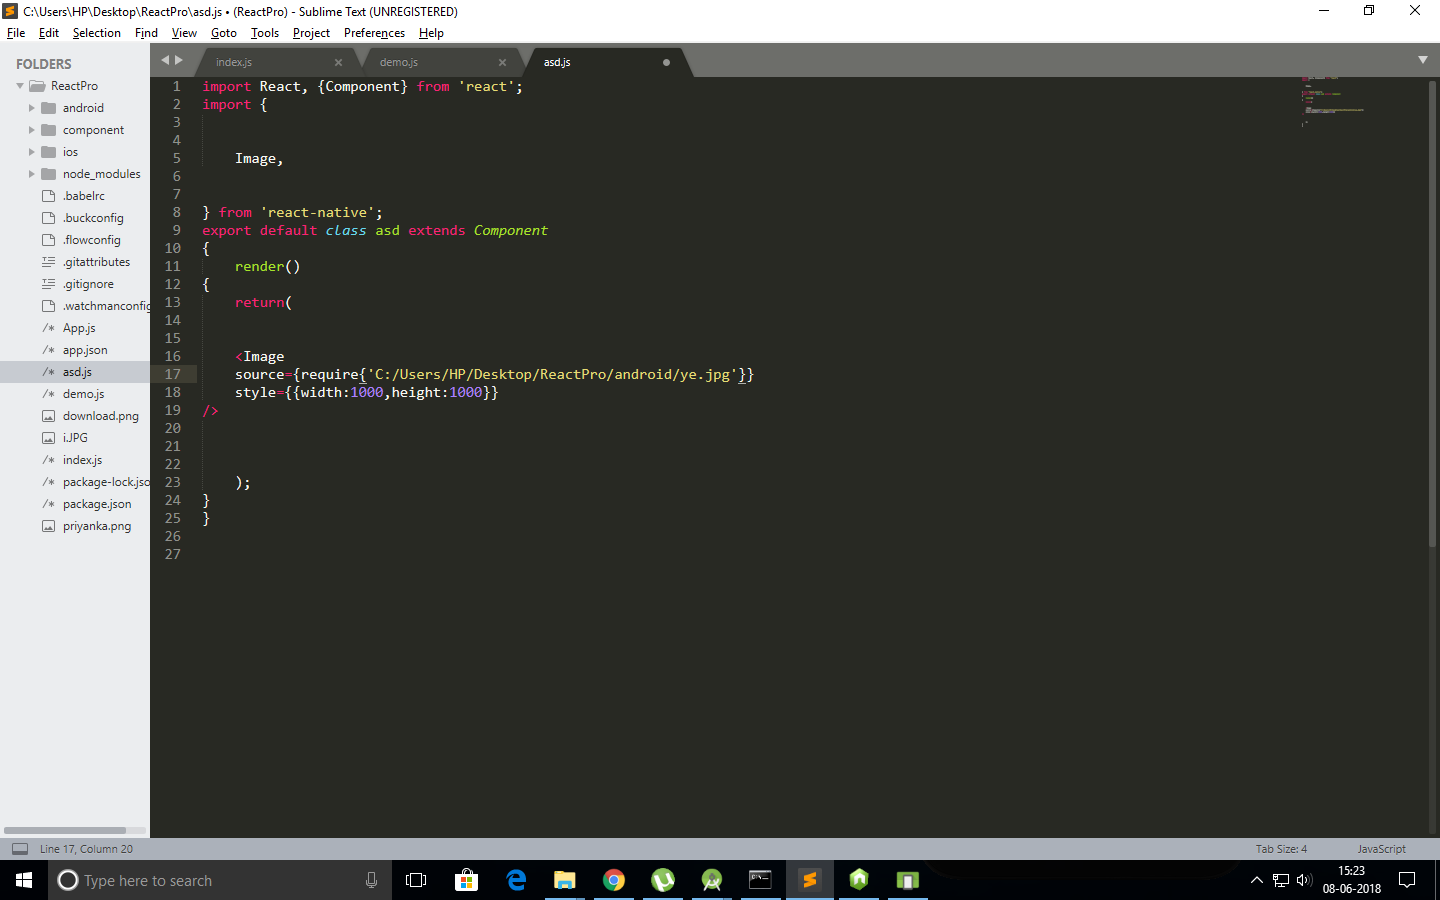 C:\Users\HP\Desktop\ReactPro\asd.js • (ReactPro) - Sublime Text (UNREGISTERED)
File Edit Selection Find View Goto Tools Project Preferences Help
FOLDERS
ReactPro
android
component
ios
node_modules
.babelrc
.buckconfig
.flowconfig
.gitattributes
.gitignore
.watchmanconfig
App.js
app.json
asd.js
demo.js
download.png
i.JPG
index.js
package-lock.jso
package.json
priyanka.png
index.js demo.js asd.js
1 import React, {Component} from 'react';
2 import {
3
4
5 Image,
6
7
8 } from 'react-native';
9 export default class asd extends Component
10 {
11 render()
12 {
13 return(
14
15
16 <Image
17 source={require{'C:/Users/HP/Desktop/ReactPro/android/ye.jpg'}}
18 style={{width:1000,height:1000}}
19 />
20
21
22
23 );
24 }
25 }
26
27
Line 17, Column 20 Tab Size: 4 JavaScript
Type here to search
15:23
08-06-2018